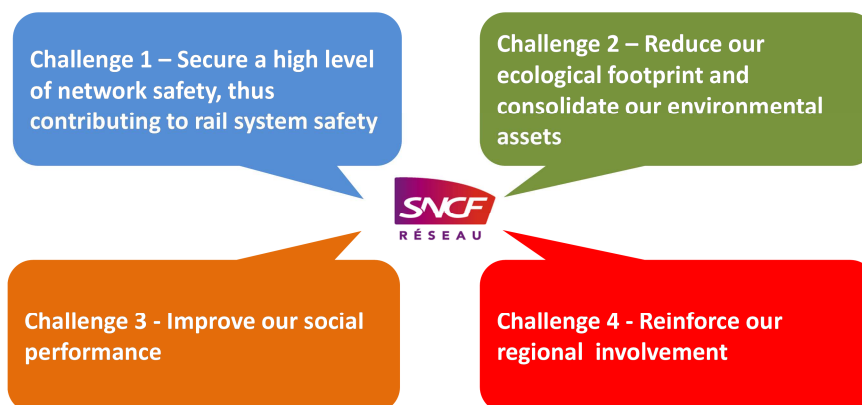 Challenge 1 – Secure a high level
of network safety, thus
contributing to rail system safety
Challenge 2 – Reduce our
ecological footprint and
consolidate our environmental
assets
SNCF
RÉSEAU
Challenge 3 - Improve our social
performance
Challenge 4 - Reinforce our
regional  involvement